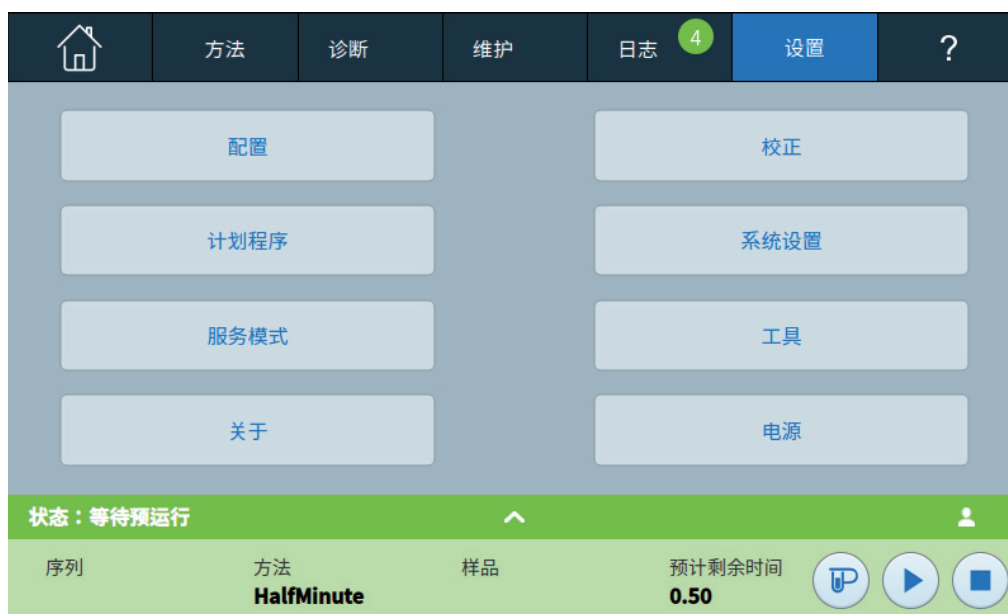 方法 诊断 维护 日志 4 设置 ?
配置 校正
计划程序 系统设置
服务模式 工具
关于 电源
状态：等待预运行
序列 方法 样品 预计剩余时间
HalfMinute 0.50